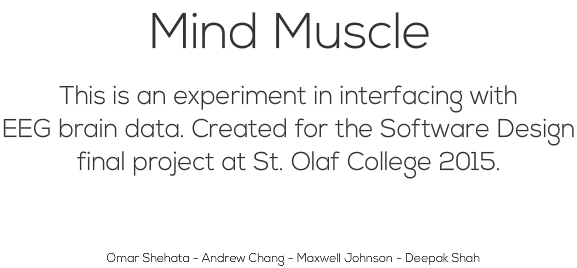 Mind Muscle
This is an experiment in interfacing with
EEG brain data. Created for the Software Design
final project at St. Olaf College 2015.
Omar Shehata - Andrew Chang - Maxwell Johnson - Deepak Shah